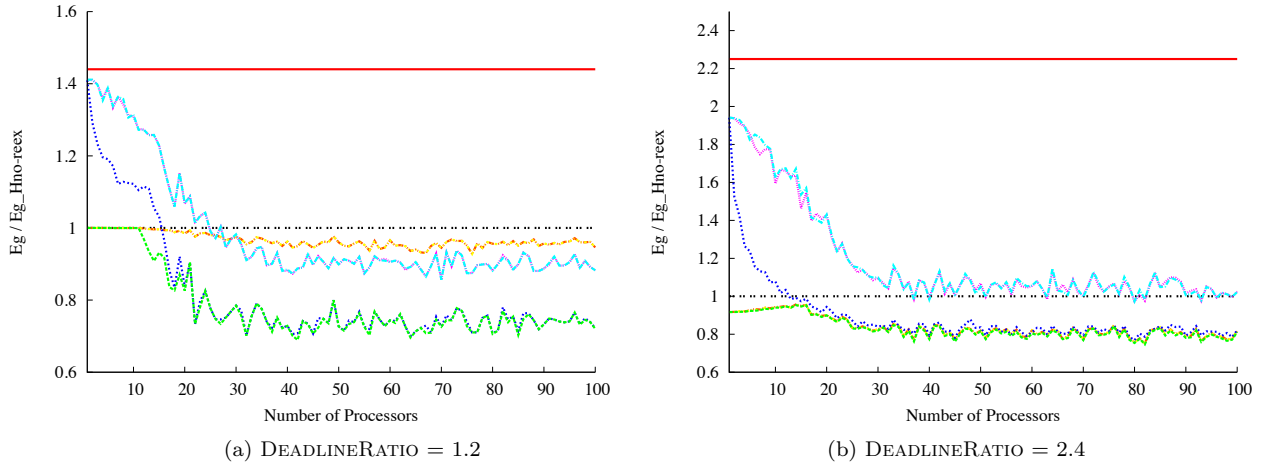 Eg / Eg_Hno-reex
1.6
1.4
1.2
1
0.8
0.6
10 20 30 40 50 60 70 80 90 100
Number of Processors
(a) DEADLINERATIO = 1.2
Eg / Eg_Hno-reex
2.4
2.2
2
1.8
1.6
1.4
1.2
1
0.8
0.6
10 20 30 40 50 60 70 80 90 100
Number of Processors
(b) DEADLINERATIO = 2.4